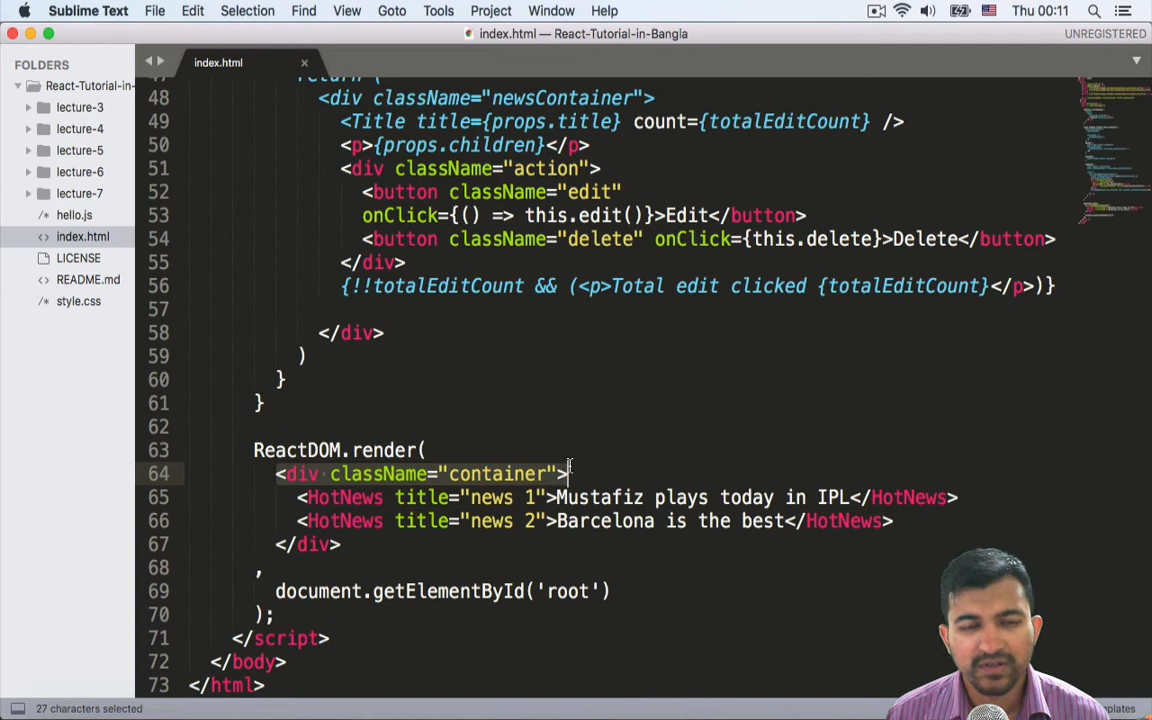 Sublime Text File Edit Selection Find View Goto Tools Project Window Help Thu 00:11
index.html — React-Tutorial-in-Bangla UNREGISTERED
FOLDERS
React-Tutorial-in-
lecture-3
lecture-4
lecture-5
lecture-6
lecture-7
hello.js
index.html
LICENSE
README.md
style.css
index.html
47 return (
48 <div className="newsContainer">
49 <Title title={props.title} count={totalEditCount} />
50 <p>{props.children}</p>
51 <div className="action">
52 <button className="edit"
53 onClick={() => this.edit()}>Edit</button>
54 <button className="delete" onClick={this.delete}>Delete</button>
55 </div>
56 {!!totalEditCount && (<p>Total edit clicked {totalEditCount}</p>)}
57
58 </div>
59 )
60 }
61 }
62
63 ReactDOM.render(
64 <div className="container">
65 <HotNews title="news 1">Mustafiz plays today in IPL</HotNews>
66 <HotNews title="news 2">Barcelona is the best</HotNews>
67 </div>
68 ,
69 document.getElementById('root')
70 );
71 </script>
72 </body>
73 </html>
27 characters selected